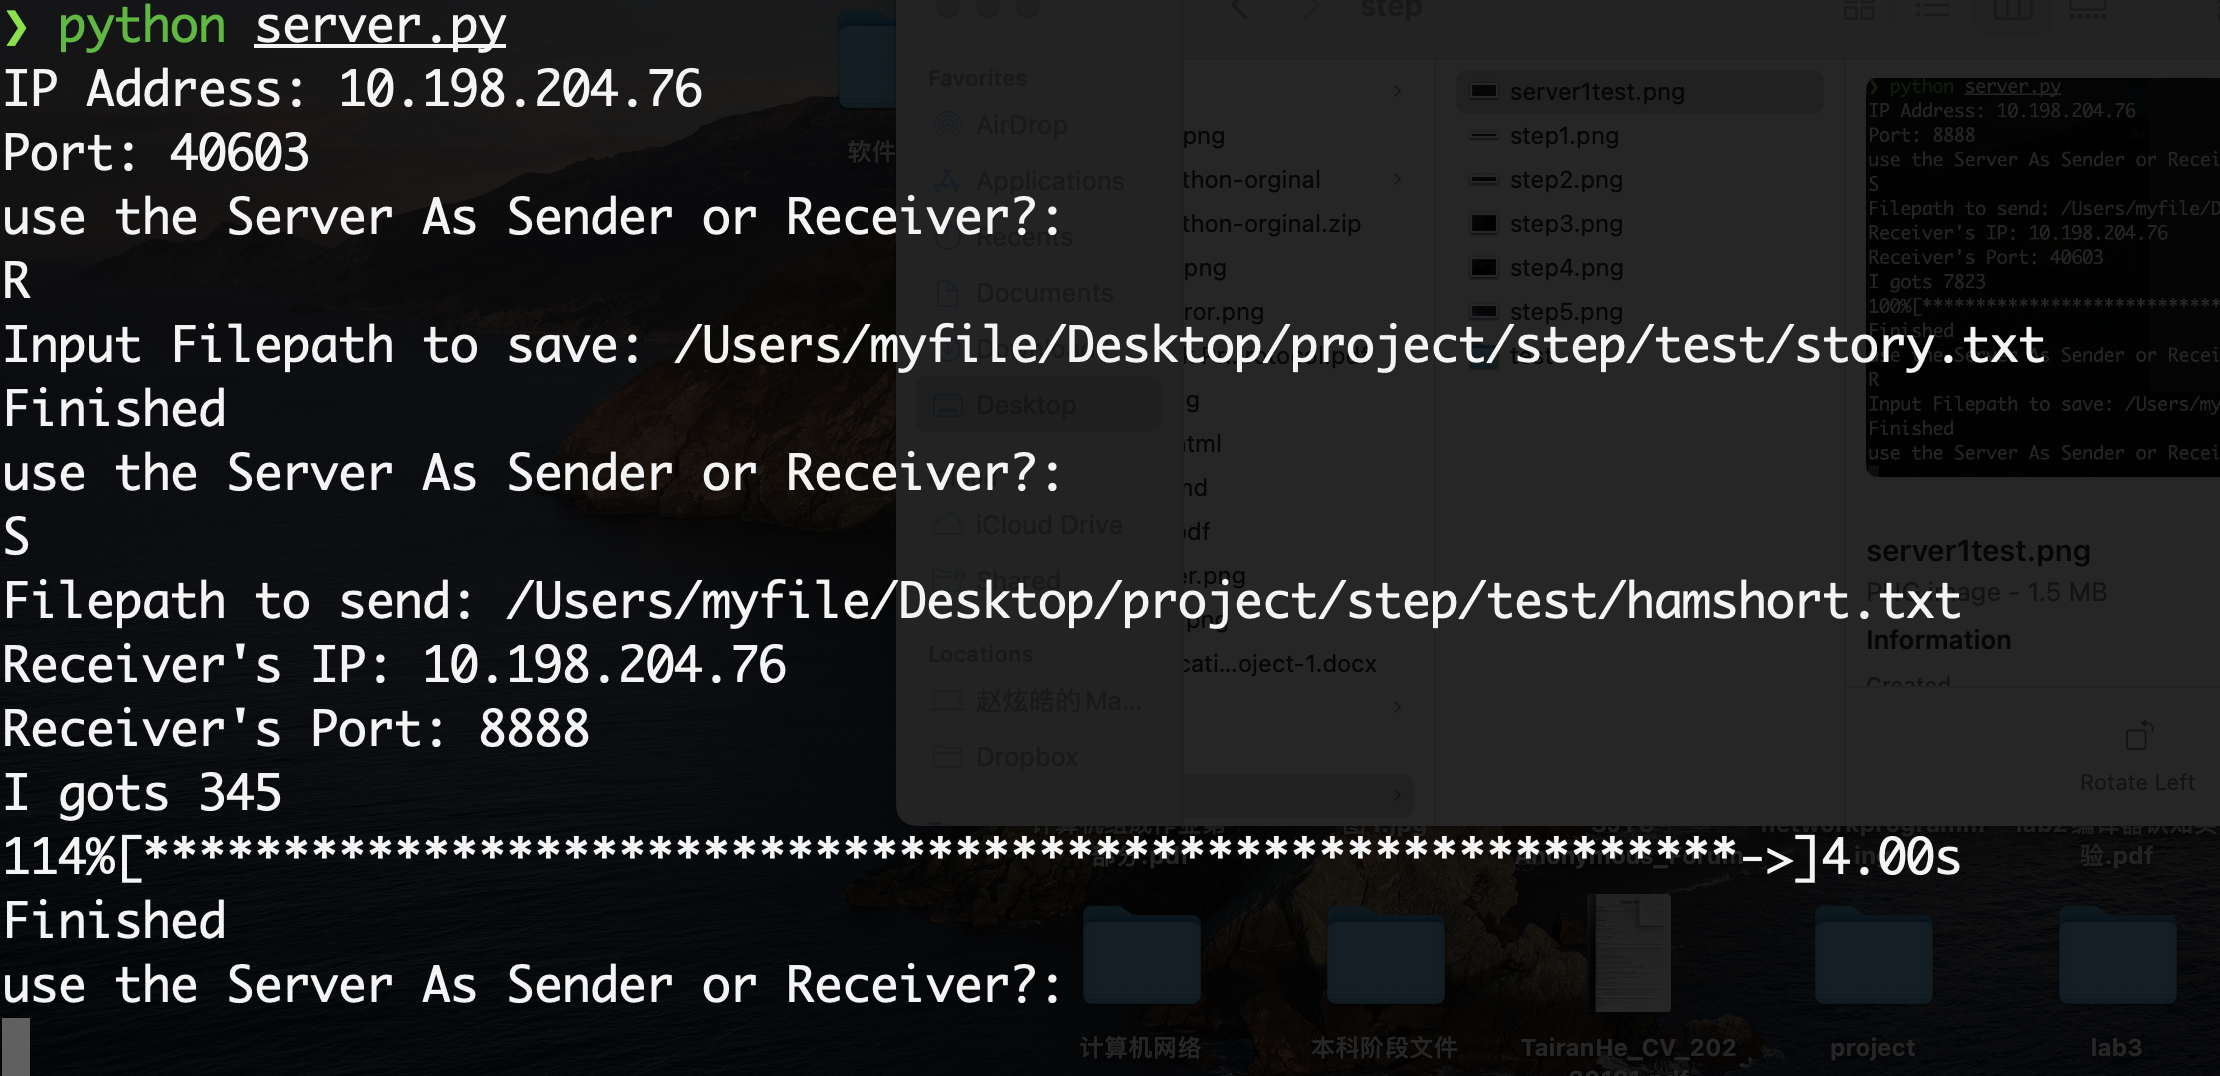 ❯ python server.py
IP Address: 10.198.204.76
Port: 40603
use the Server As Sender or Receiver?:
R
Input Filepath to save: /Users/myfile/Desktop/project/step/test/story.txt
Finished
use the Server As Sender or Receiver?:
S
Filepath to send: /Users/myfile/Desktop/project/step/test/hamshort.txt
Receiver's IP: 10.198.204.76
Receiver's Port: 8888
I gots 345
114%[*********************************************************->]4.00s
Finished
use the Server As Sender or Receiver?:
step
Favorites
AirDrop
Applications
Recents
Documents
Desktop
iCloud Drive
Shared
Locations
赵炫皓的Ma...
Dropbox
png
thon-orginal
thon-orginal.zip
png
ror.png
g
tml
nd
df
er.png
png
cati...oject-1.docx
server1test.png
step1.png
step2.png
step3.png
step4.png
step5.png
❯ python server.py
IP Address: 10.198.204.76
Port: 8888
use the Server As Sender or Recei
S
Filepath to send: /Users/myfile/D
Receiver's IP: 10.198.204.76
Receiver's Port: 40603
I gots 7823
100%[****************************
Finished
use the Server As Sender or Recei
R
Input Filepath to save: /Users/my
Finished
use the Server As Sender or Recei
server1test.png
PNG image - 1.5 MB
Information
Created
Rotate Left
软件
部分.pdf
验.pdf
计算机网络
本科阶段文件
TairanHe_CV_202
project
lab3